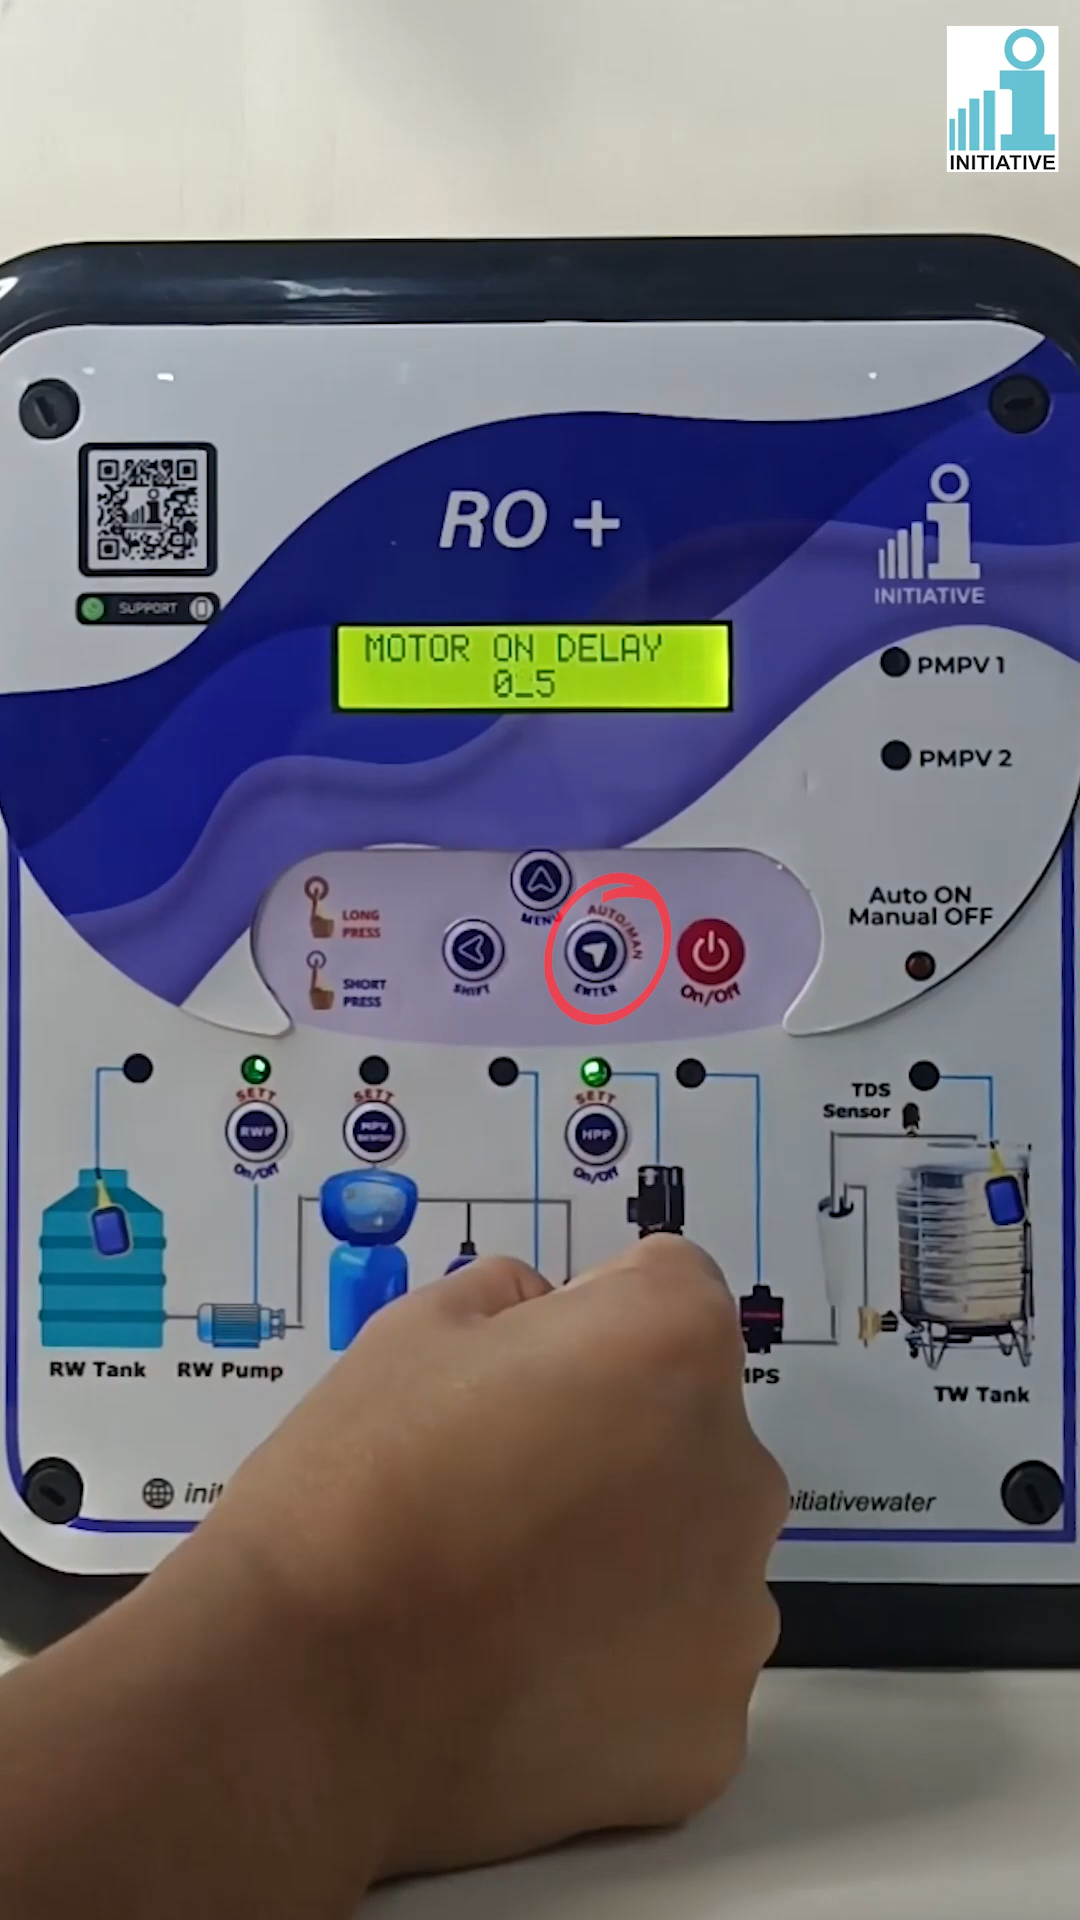 INITIATIVE
RO +
SUPPORT
INITIATIVE
MOTOR ON DELAY
0_5
PMPV 1
PMPV 2
Auto ON
Manual OFF
LONG
PRESS
SHORT
PRESS
MENU
AUTO/MAN
SHIFT
ENTER
On/Off
SETT
RWP
On/Off
SETT
MPV
SETT
HPP
On/Off
TDS
Sensor
RW Tank
RW Pump
TW Tank